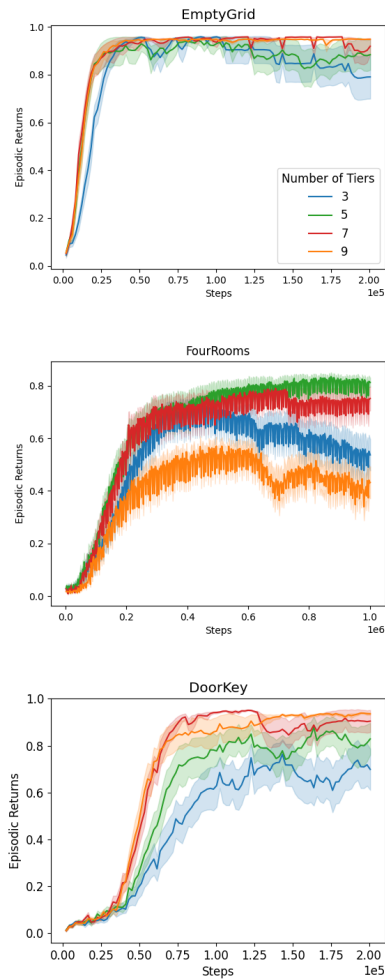 EmptyGrid
Episodic Returns
1.0
0.8
0.6
0.4
0.2
0.0
Number of Tiers
3
5
7
9
0.00 0.25 0.50 0.75 1.00 1.25 1.50 1.75 2.00
Steps
1e5
FourRooms
Episodic Returns
0.8
0.6
0.4
0.2
0.0
0.0 0.2 0.4 0.6 0.8 1.0
Steps
1e6
DoorKey
Episodic Returns
1.0
0.8
0.6
0.4
0.2
0.0
0.00 0.25 0.50 0.75 1.00 1.25 1.50 1.75 2.00
Steps
1e5